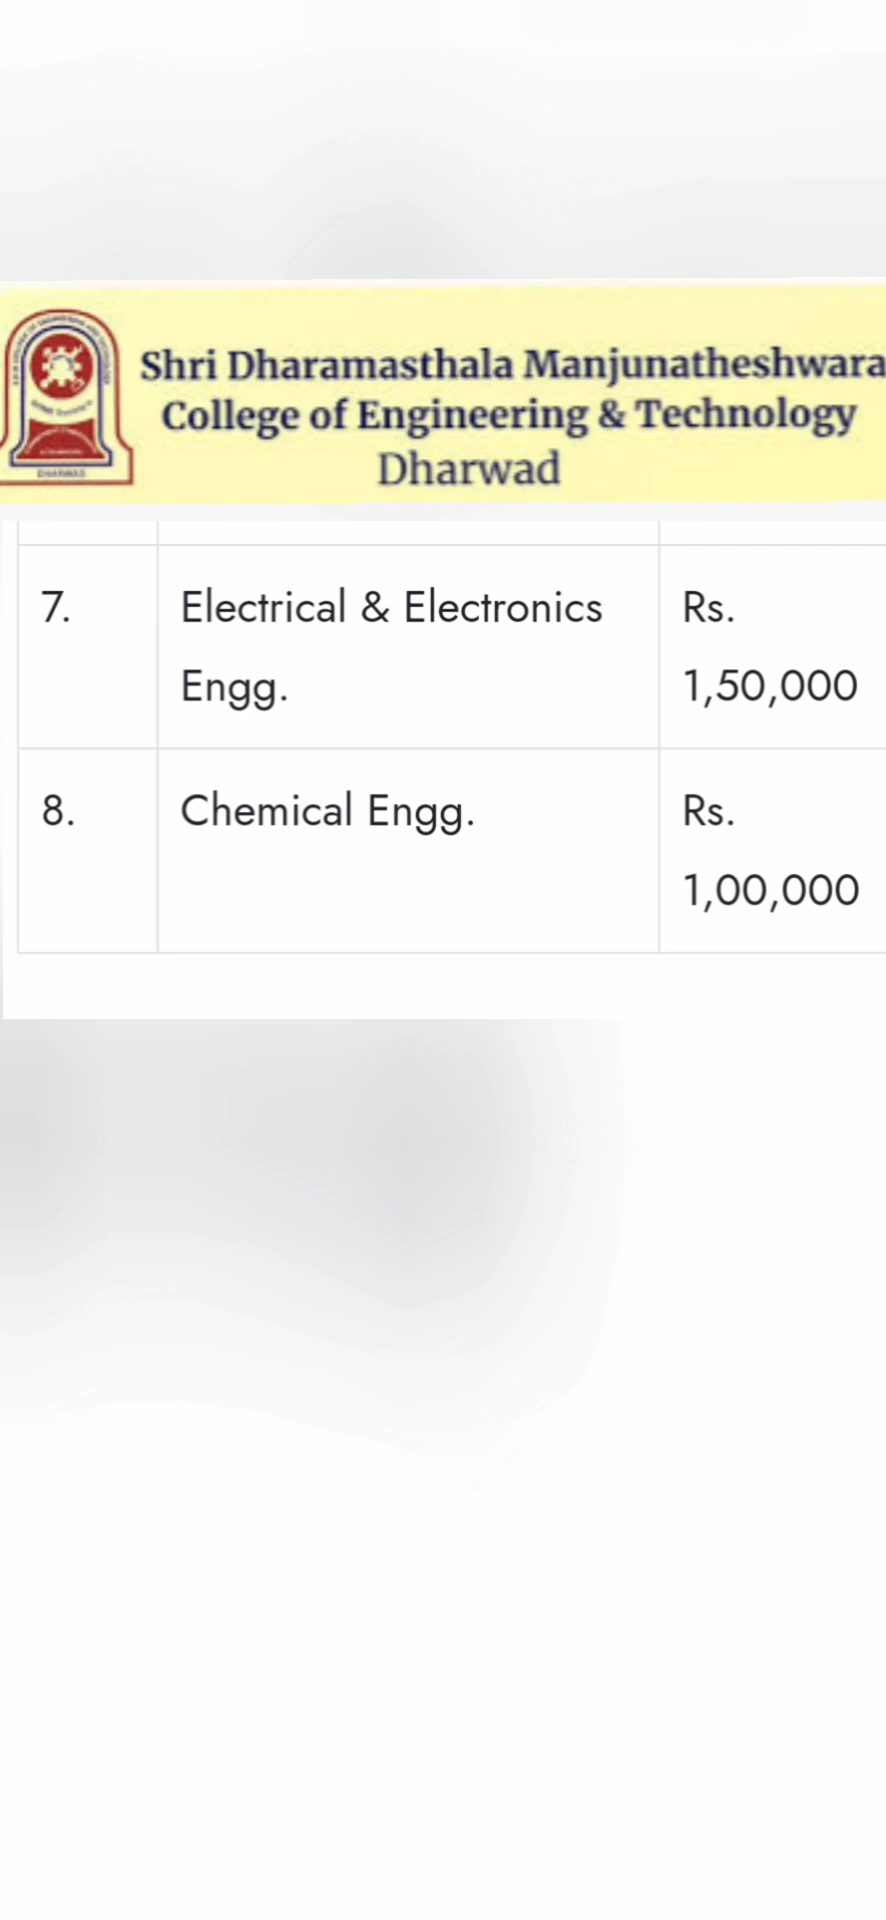 Shri Dharamasthala Manjunatheshwara
College of Engineering & Technology
Dharwad
DHARWAD
7.
Electrical & Electronics
Engg.
Rs.
1,50,000
8.
Chemical Engg.
Rs.
1,00,000